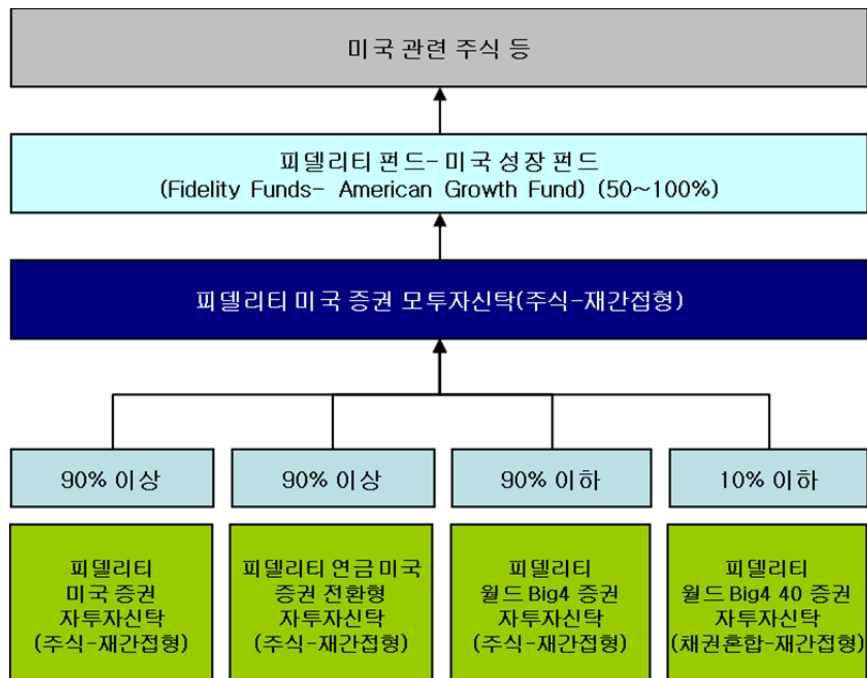 미국 관련 주식 등
피델리티 펀드- 미국 성장 펀드
(Fidelity Funds- American Growth Fund) (50~100%)
피델리티 미국 증권 모투자신탁(주식-재간접형)
90% 이상
90% 이상
90% 이하
10% 이하
피델리티
미국 증권
자투자신탁
(주식-재간접형)
피델리티 연금 미국
증권 전환형
자투자신탁
(주식-재간접형)
피델리티
월드 Big4 증권
자투자신탁
(주식-재간접형)
피델리티
월드 Big4 40 증권
자투자신탁
(채권혼합-재간접형)